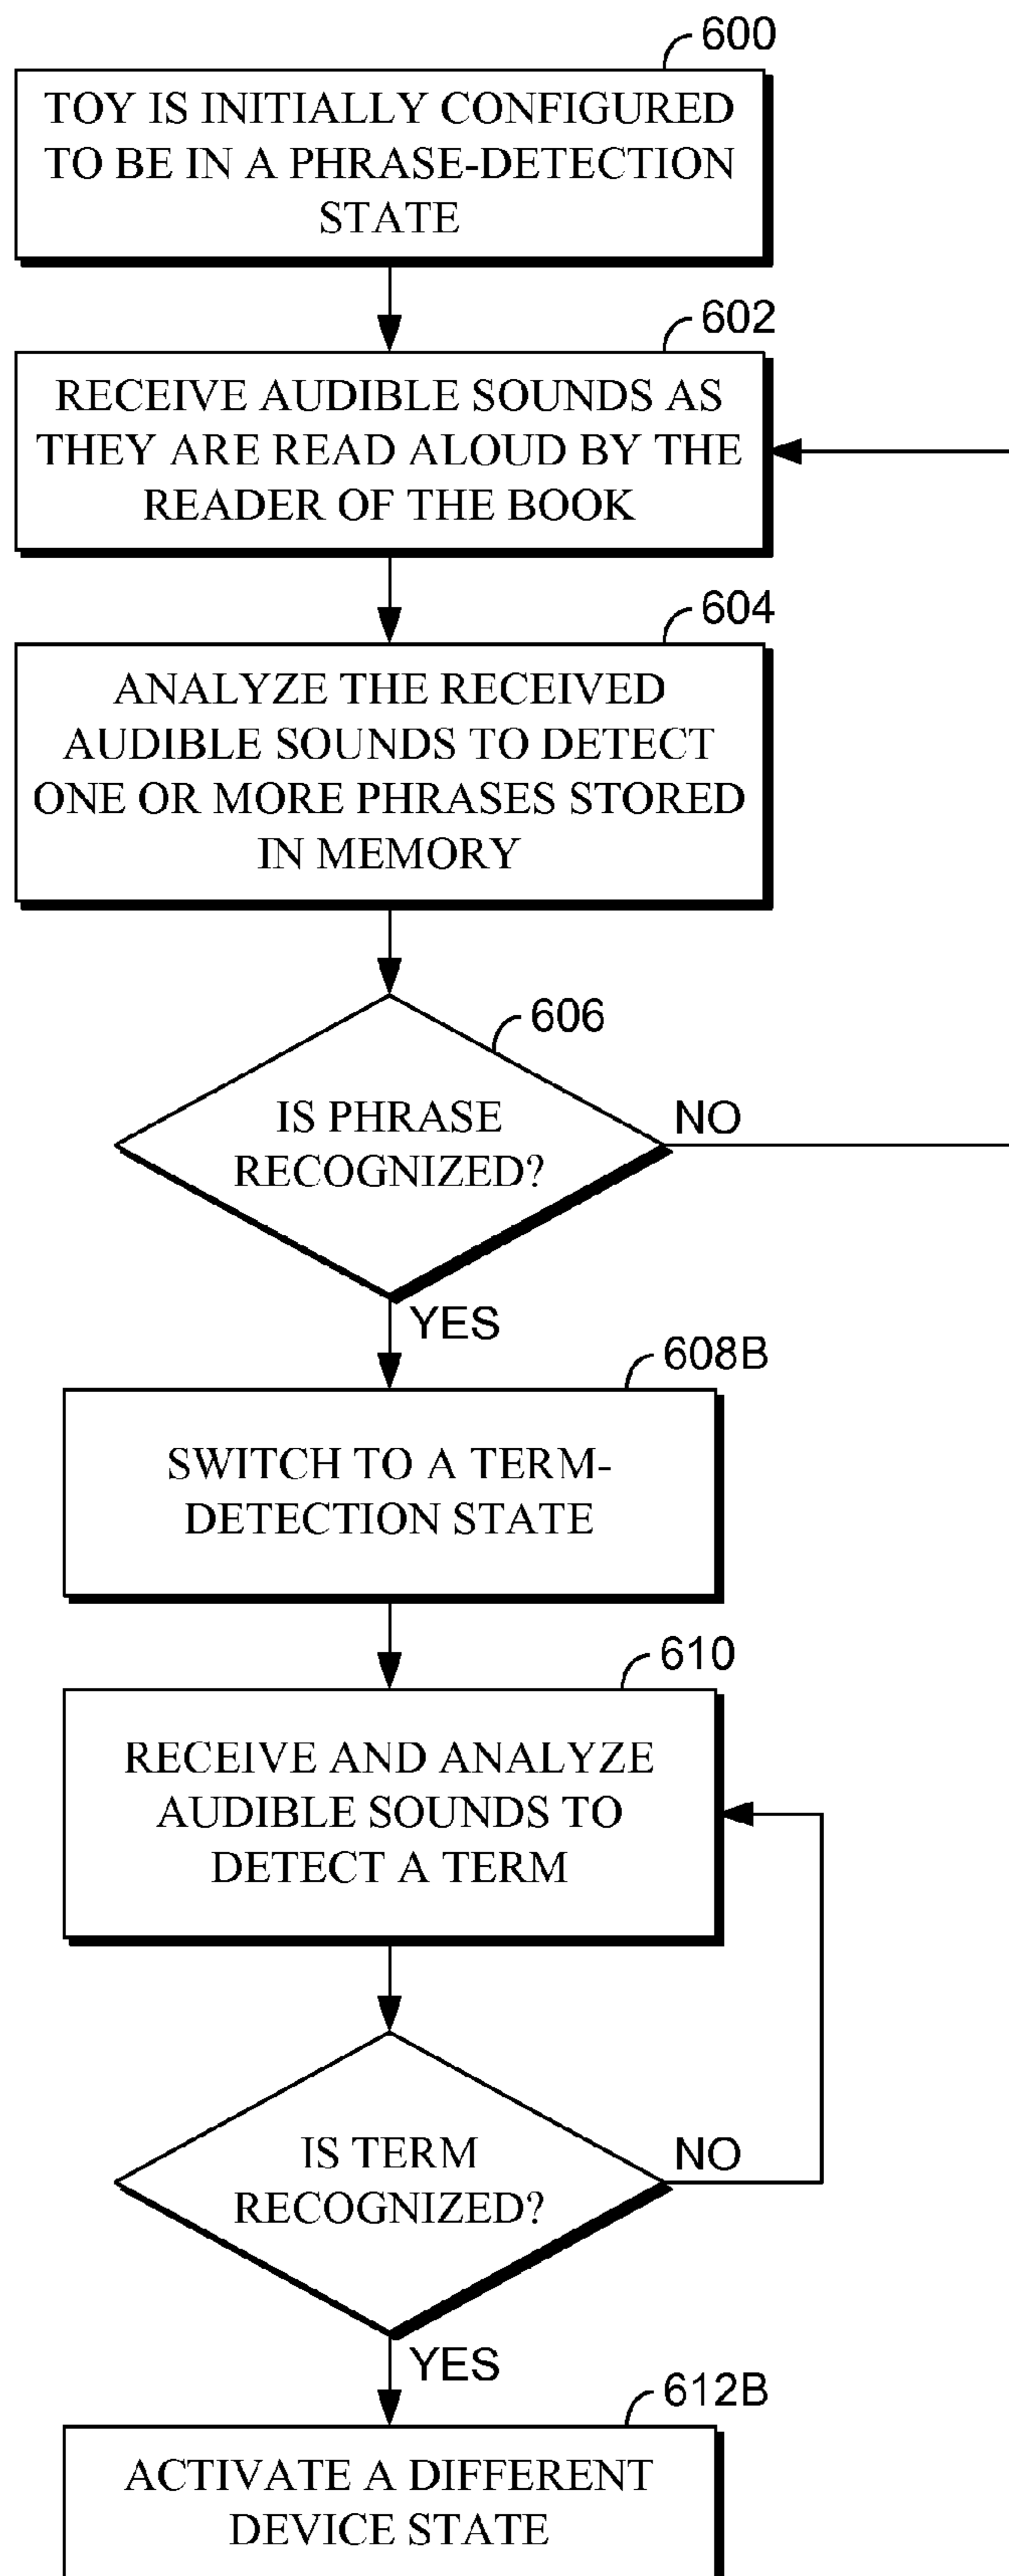 600
TOY IS INITIALLY CONFIGURED
TO BE IN A PHRASE-DETECTION
STATE
602
RECEIVE AUDIBLE SOUNDS AS
THEY ARE READ ALOUD BY THE
READER OF THE BOOK
604
ANALYZE THE RECEIVED
AUDIBLE SOUNDS TO DETECT
ONE OR MORE PHRASES STORED
IN MEMORY
606
IS PHRASE
RECOGNIZED?
NO
YES
608B
SWITCH TO A TERM-
DETECTION STATE
610
RECEIVE AND ANALYZE
AUDIBLE SOUNDS TO
DETECT A TERM
IS TERM
RECOGNIZED?
NO
YES
612B
ACTIVATE A DIFFERENT
DEVICE STATE